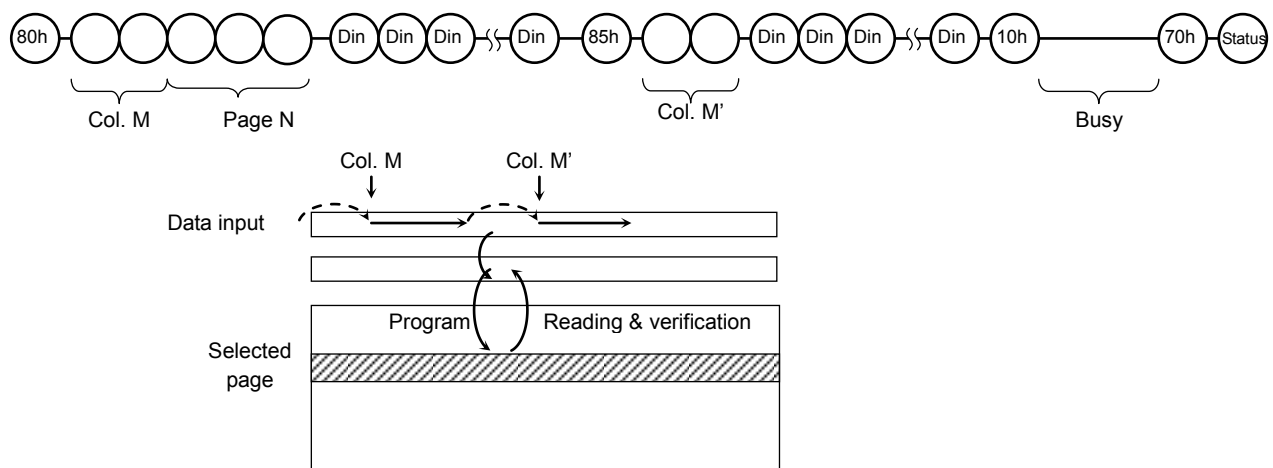 80h Din Din Din Din 85h Din Din Din Din 10h 70h Status
Col. M Page N Col. M’ Busy
Col. M Col. M’
Data input
Program Reading & verification
Selected
page